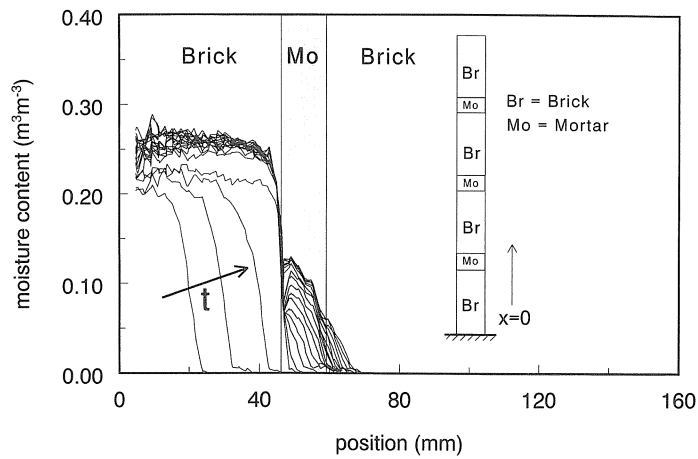 0.40
0.30
0.20
0.10
0.00
moisture content (m³m⁻³)
Brick
Mo
Brick
t
Br
Mo
Br
Mo
Br
Mo
Br
Br = Brick
Mo = Mortar
x=0
0
40
80
120
160
position (mm)